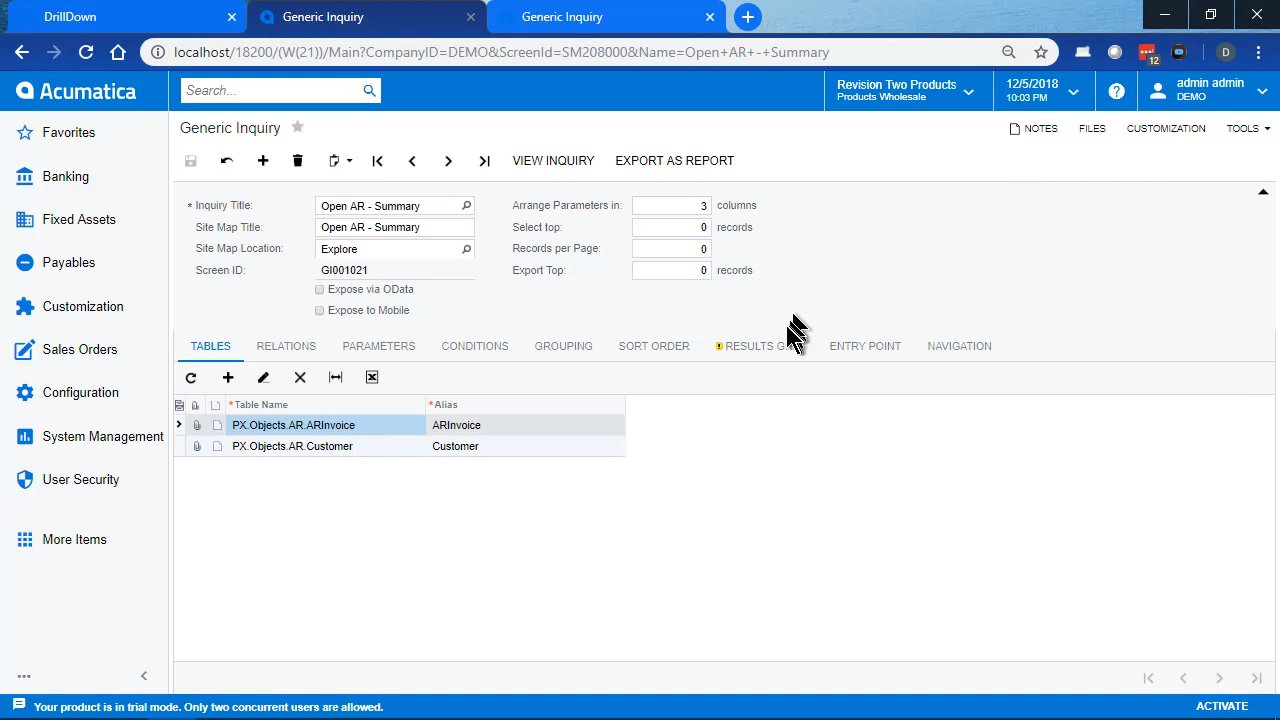 DrillDown
Generic Inquiry
Generic Inquiry
localhost/18200/(W(21))/Main?CompanyID=DEMO&ScreenId=SM208000&Name=Open+AR+-+Summary
12
D
Acumatica
Search...
Revision Two Products
Products Wholesale
12/5/2018
10:03 PM
admin admin
DEMO
Favorites
Banking
Fixed Assets
Payables
Customization
Sales Orders
Configuration
System Management
User Security
More Items
Generic Inquiry
NOTES FILES CUSTOMIZATION TOOLS
VIEW INQUIRY EXPORT AS REPORT
* Inquiry Title: Open AR - Summary Arrange Parameters in: 3 columns
Site Map Title: Open AR - Summary Select top: 0 records
Site Map Location: Explore Records per Page: 0
Screen ID: GI001021 Export Top: 0 records
Expose via OData
Expose to Mobile
TABLES RELATIONS PARAMETERS CONDITIONS GROUPING SORT ORDER RESULTS ENTRY POINT NAVIGATION
*Table Name *Alias
PX.Objects.AR.ARInvoice ARInvoice
PX.Objects.AR.Customer Customer
Your product is in trial mode. Only two concurrent users are allowed. ACTIVATE